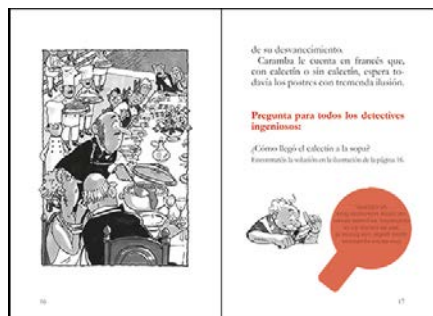 de su desvanecimiento.
Caramba le cuenta en francés que,
con calcetín o sin calcetín, espera to-
davía los postres con tremenda ilusión.
Pregunta para todos los detectives
ingeniosos:
¿Cómo llegó el calcetín a la sopa?
Encontraréis la solución en la ilustración de la página 16.
16
17